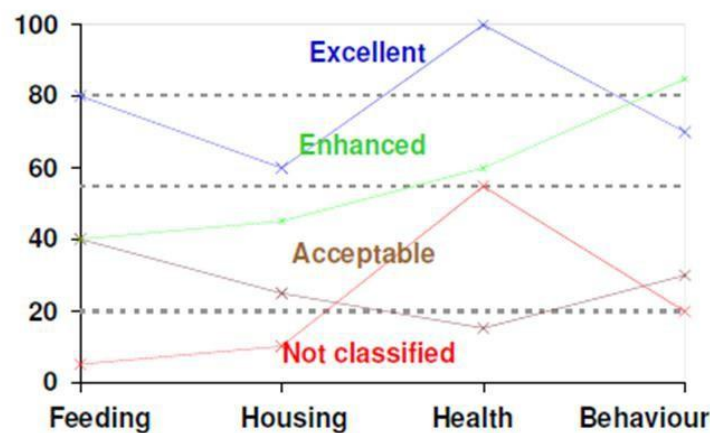 100
Excellent
80
Enhanced
60
40
Acceptable
20
Not classified
0
Feeding Housing Health Behaviour